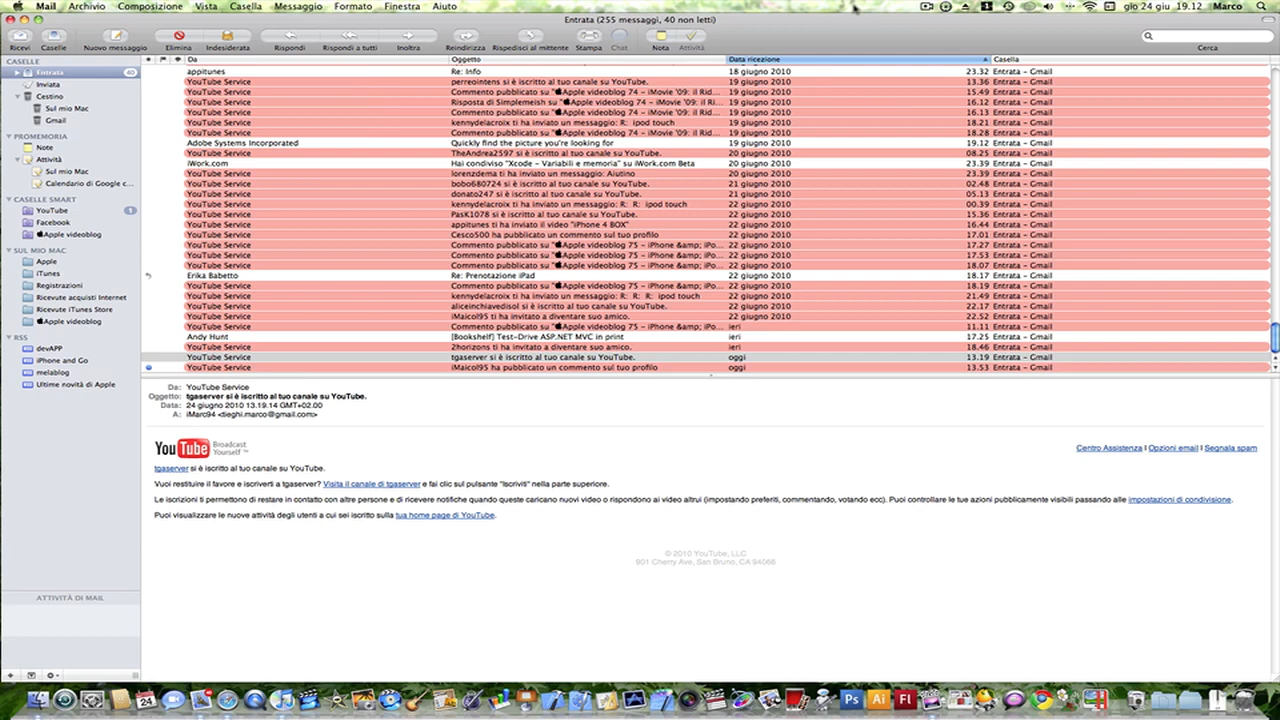 Mail Archivio Composizione Vista Casella Messaggio Formato Finestra Aiuto gio 24 giu 19.12 Marco
Entrata (255 messaggi, 40 non letti)
Ricevi Caselle Nuovo messaggio Elimina Indesiderata Rispondi Rispondi a tutti Inoltra Reindirizza Rispedisci al mittente Stampa Chat Nota Attività Cerca
CASELLE
Entrata 40
Inviata
Cestino
Sul mio Mac
Gmail
PROMEMORIA
Note
Attività
Sul mio Mac
Calendario di Google c...
CASELLE SMART
YouTube 1
Facebook
Apple videoblog
SUL MIO MAC
Apple
iTunes
Registrazioni
Ricevute acquisti Internet
Ricevute iTunes Store
Apple videoblog
RSS
devAPP
iPhone and Go
melablog
Ultime novità di Apple
ATTIVITÀ DI MAIL
Da Oggetto Data ricezione Casella
appitunes Re: Info 18 giugno 2010 23.32 Entrata - Gmail
YouTube Service perreointens si è iscritto al tuo canale su YouTube. 19 giugno 2010 13.36 Entrata - Gmail
YouTube Service Commento pubblicato su "Apple videoblog 74 - iMovie '09: il Rid... 19 giugno 2010 15.49 Entrata - Gmail
YouTube Service Risposta di Simplemeish su "Apple videoblog 74 - iMovie '09: il R... 19 giugno 2010 16.12 Entrata - Gmail
YouTube Service Commento pubblicato su "Apple videoblog 74 - iMovie '09: il Rid... 19 giugno 2010 16.13 Entrata - Gmail
YouTube Service kennydelacroix ti ha inviato un messaggio: R: ipod touch 19 giugno 2010 18.21 Entrata - Gmail
YouTube Service Commento pubblicato su "Apple videoblog 74 - iMovie '09: il Rid... 19 giugno 2010 18.28 Entrata - Gmail
Adobe Systems Incorporated Quickly find the picture you're looking for 19 giugno 2010 19.12 Entrata - Gmail
YouTube Service TheAndrea2597 si è iscritto al tuo canale su YouTube. 20 giugno 2010 08.25 Entrata - Gmail
iWork.com Hai condiviso "Xcode - Variabili e memoria" su iWork.com Beta 20 giugno 2010 23.39 Entrata - Gmail
YouTube Service lorenzdema ti ha inviato un messaggio: Aiutino 20 giugno 2010 23.39 Entrata - Gmail
YouTube Service bobo680724 si è iscritto al tuo canale su YouTube. 21 giugno 2010 02.48 Entrata - Gmail
YouTube Service donato247 si è iscritto al tuo canale su YouTube. 21 giugno 2010 05.13 Entrata - Gmail
YouTube Service kennydelacroix ti ha inviato un messaggio: R: R: ipod touch 22 giugno 2010 00.39 Entrata - Gmail
YouTube Service PasK1078 si è iscritto al tuo canale su YouTube. 22 giugno 2010 15.36 Entrata - Gmail
YouTube Service appitunes ti ha inviato il video "iPhone 4 BOX" 22 giugno 2010 16.44 Entrata - Gmail
YouTube Service Cesco500 ha pubblicato un commento sul tuo profilo 22 giugno 2010 17.01 Entrata - Gmail
YouTube Service Commento pubblicato su "Apple videoblog 75 - iPhone &amp; iPo... 22 giugno 2010 17.27 Entrata - Gmail
YouTube Service Commento pubblicato su "Apple videoblog 75 - iPhone &amp; iPo... 22 giugno 2010 17.53 Entrata - Gmail
YouTube Service Commento pubblicato su "Apple videoblog 75 - iPhone &amp; iPo... 22 giugno 2010 18.07 Entrata - Gmail
Erika Babetto Re: Prenotazione iPad 22 giugno 2010 18.17 Entrata - Gmail
YouTube Service Commento pubblicato su "Apple videoblog 75 - iPhone &amp; iPo... 22 giugno 2010 18.19 Entrata - Gmail
YouTube Service kennydelacroix ti ha inviato un messaggio: R: R: R: ipod touch 22 giugno 2010 21.49 Entrata - Gmail
YouTube Service aliceinchiavedisol si è iscritto al tuo canale su YouTube. 22 giugno 2010 22.17 Entrata - Gmail
YouTube Service iMaicol95 ti ha invitato a diventare suo amico. 22 giugno 2010 22.52 Entrata - Gmail
YouTube Service Commento pubblicato su "Apple videoblog 75 - iPhone &amp; iPo... ieri 11.11 Entrata - Gmail
Andy Hunt [Bookshelf] Test-Drive ASP.NET MVC in print ieri 17.25 Entrata - Gmail
YouTube Service 2horizons ti ha invitato a diventare suo amico. ieri 18.46 Entrata - Gmail
YouTube Service tgaserver si è iscritto al tuo canale su YouTube. oggi 13.19 Entrata - Gmail
YouTube Service iMaicol95 ha pubblicato un commento sul tuo profilo oggi 13.53 Entrata - Gmail
Da: YouTube Service
Oggetto: tgaserver si è iscritto al tuo canale su YouTube.
Data: 24 giugno 2010 13.19.14 GMT+02.00
A: iMarc94 <tieghi.marco@gmail.com>
YouTube Broadcast Yourself™
Centro Assistenza | Opzioni email | Segnala spam
tgaserver si è iscritto al tuo canale su YouTube.
Vuoi restituire il favore e iscriverti a tgaserver? Visita il canale di tgaserver e fai clic sul pulsante "Iscriviti" nella parte superiore.
Le iscrizioni ti permettono di restare in contatto con altre persone e di ricevere notifiche quando queste caricano nuovi video o rispondono ai video altrui (impostando preferiti, commentando, votando ecc). Puoi controllare le tue azioni pubblicamente visibili passando alle impostazioni di condivisione.
Puoi visualizzare le nuove attività degli utenti a cui sei iscritto sulla tua home page di YouTube.
© 2010 YouTube, LLC
901 Cherry Ave, San Bruno, CA 94066
24 Ps Ai Fl